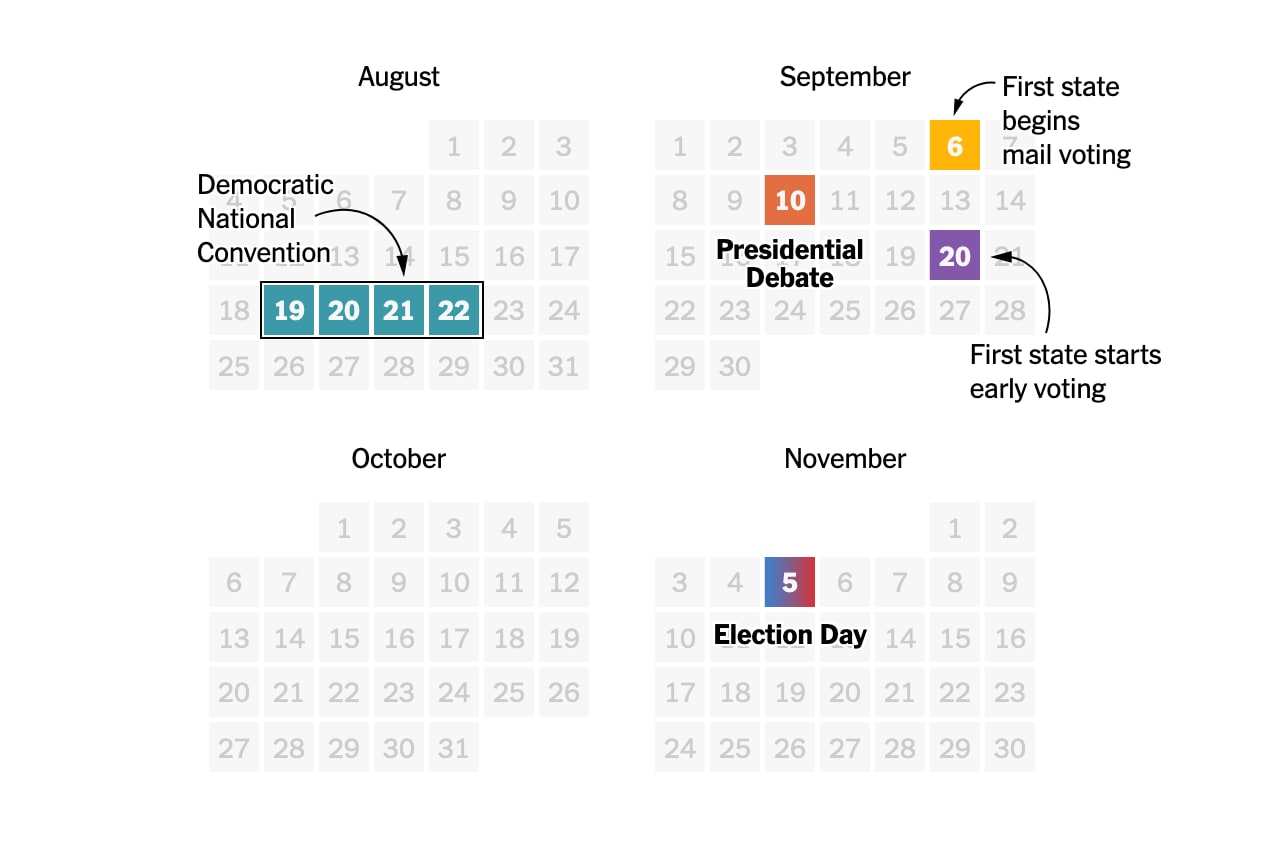 August
1 2 3
Democratic
National
Convention
4 5 6 7 8 9 10
11 13 14 15 16 17
18 19 20 21 22 23 24
25 26 27 28 29 30 31
September
First state
begins
mail voting
1 2 3 4 5 6 7
8 9 10 11 12 13 14
Presidential
Debate
15 16 17 18 19 20 21
22 23 24 25 26 27 28
29 30
First state starts
early voting
October
1 2 3 4 5
6 7 8 9 10 11 12
13 14 15 16 17 18 19
20 21 22 23 24 25 26
27 28 29 30 31
November
1 2
3 4 5 6 7 8 9
Election Day
10 14 15 16
17 18 19 20 21 22 23
24 25 26 27 28 29 30